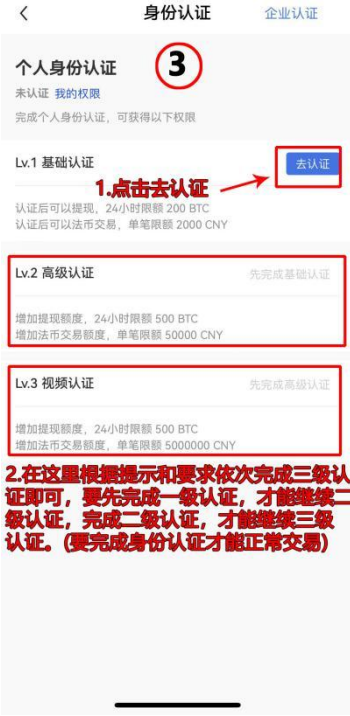 身份认证
企业认证
个人身份认证
③
未认证 我的权限
完成个人身份认证，可获得以下权限
Lv.1 基础认证
去认证
1.点击去认证
认证后可以提现，24小时限额 200 BTC
认证后可以法币交易，单笔限额 2000 CNY
Lv.2 高级认证
先完成基础认证
增加提现额度，24小时限额 500 BTC
增加法币交易额度，单笔限额 50000 CNY
Lv.3 视频认证
先完成高级认证
增加提现额度，24小时限额 500 BTC
增加法币交易额度，单笔限额 5000000 CNY
2.在这里根据提示和要求依次完成三级认
证即可，要先完成一级认证，才能继续二
级认证，完成二级认证，才能继续三级
认证。(要完成身份认证才能正常交易)